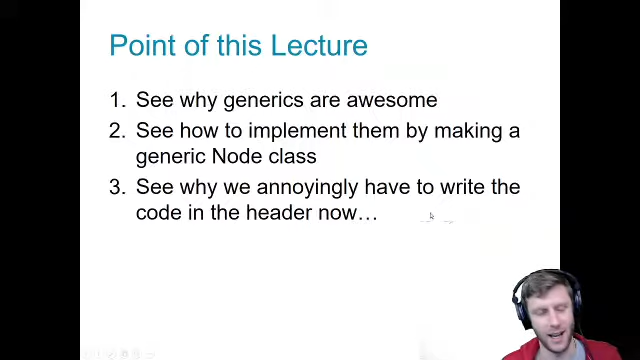 Point of this Lecture
1. See why generics are awesome
2. See how to implement them by making a
generic Node class
3. See why we annoyingly have to write the
code in the header now…